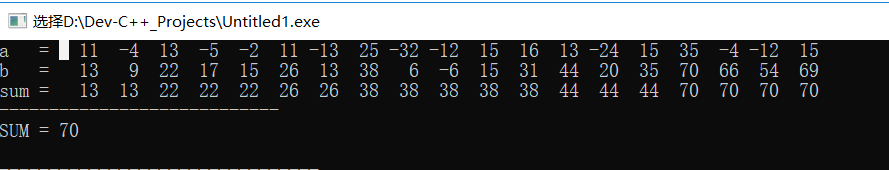 选择D:\Dev-C++_Projects\Untitled1.exe
a   =   11  -4  13  -5  -2  11 -13  25 -32 -12  15  16  13 -24  15  35  -4 -12  15
b   =   13   9  22  17  15  26  13  38   6  -6  15  31  44  20  35  70  66  54  69
sum =   13  13  22  22  22  26  26  38  38  38  38  38  44  44  44  70  70  70  70
----------------------------
SUM = 70
--------------------------------